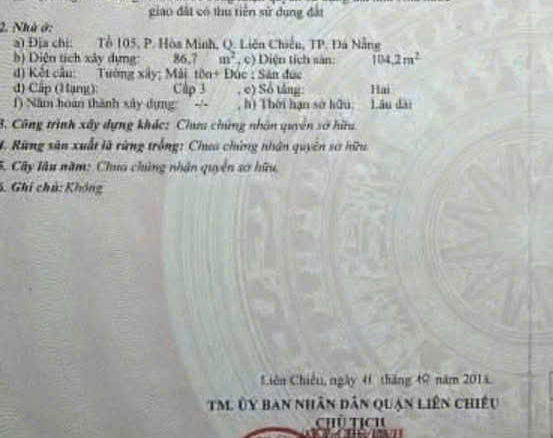 giao đất có thu tiền sử dụng đất
2. Nhà ở:
a) Địa chỉ: Tổ 105, P. Hòa Minh, Q. Liên Chiểu, TP. Đà Nẵng
b) Diện tích xây dựng: 86,7 m², c) Diện tích sàn: 104,2 m²
d) Kết cấu: Tường xây; Mái tôn+ Đúc ; Sàn đúc
đ) Cấp (Hạng): Cấp 3 , e) Số tầng: Hai
f) Năm hoàn thành xây dựng: -/- , h) Thời hạn sở hữu: Lâu dài
3. Công trình xây dựng khác: Chưa chứng nhận quyền sở hữu
4. Rừng sản xuất là rừng trồng: Chưa chứng nhận quyền sở hữu
5. Cây lâu năm: Chưa chứng nhận quyền sở hữu
6. Ghi chú: Không
Liên Chiểu, ngày 11 tháng 10 năm
TM. ỦY BAN NHÂN DÂN QUẬN LIÊN CHIỂU
CHỦ TỊCH